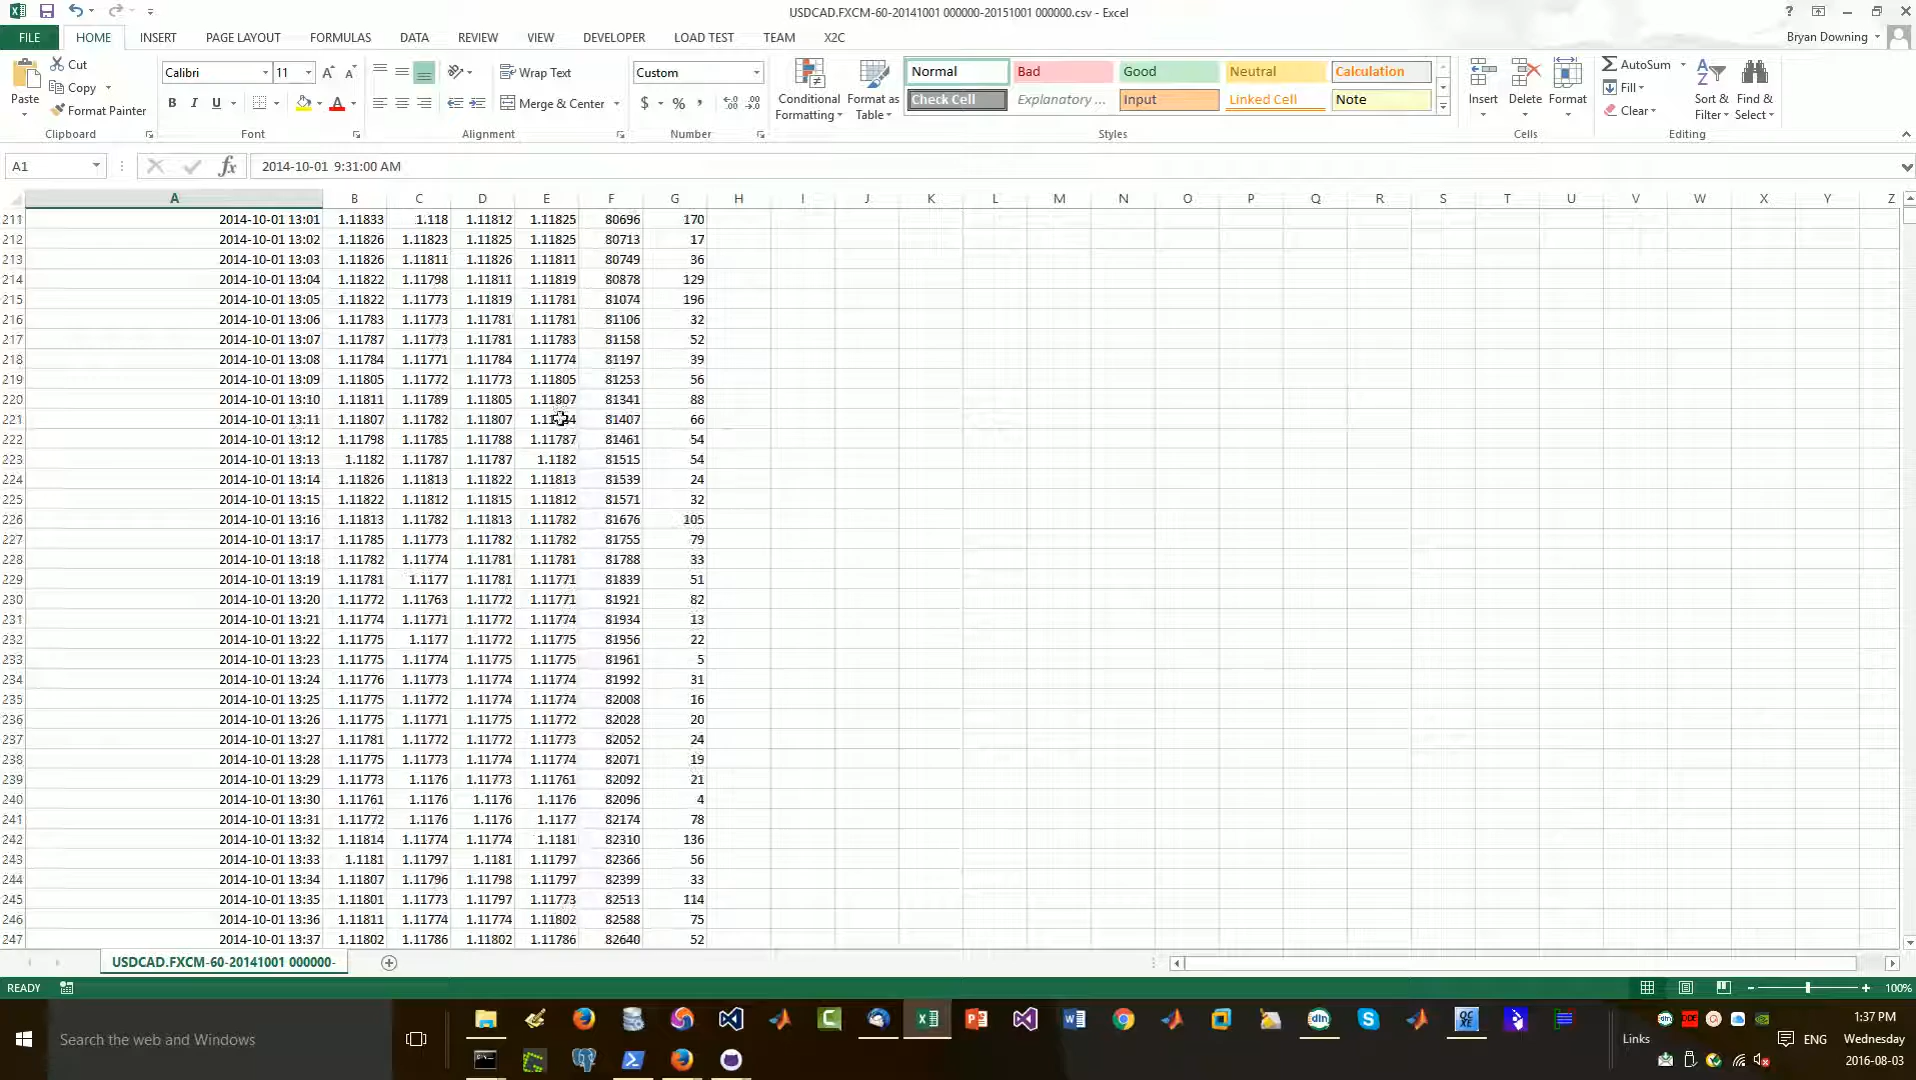 USDCAD.FXCM-60-20141001 000000-20151001 000000.csv - Excel
FILE HOME INSERT PAGE LAYOUT FORMULAS DATA REVIEW VIEW DEVELOPER LOAD TEST TEAM X2C Bryan Downing
Paste Cut Copy Format Painter
Calibri 11
B I U A
Wrap Text
Merge & Center
Custom
$ % ,
Conditional Formatting
Format as Table
Normal Bad Good Neutral Calculation
Check Cell Explanatory ... Input Linked Cell Note
Insert Delete Format
AutoSum
Fill
Clear
Sort & Filter
Find & Select
Clipboard Font Alignment Number Styles Cells Editing
A1 fx 2014-10-01 9:31:00 AM
A B C D E F G H I J K L M N O P Q R S T U V W X Y Z
211 2014-10-01 13:01 1.11833 1.118 1.11812 1.11825 80696 170
212 2014-10-01 13:02 1.11826 1.11823 1.11825 1.11825 80713 17
213 2014-10-01 13:03 1.11826 1.11811 1.11826 1.11811 80749 36
214 2014-10-01 13:04 1.11822 1.11798 1.11811 1.11819 80878 129
215 2014-10-01 13:05 1.11822 1.11773 1.11819 1.11781 81074 196
216 2014-10-01 13:06 1.11783 1.11773 1.11781 1.11781 81106 32
217 2014-10-01 13:07 1.11787 1.11773 1.11781 1.11783 81158 52
218 2014-10-01 13:08 1.11784 1.11771 1.11784 1.11774 81197 39
219 2014-10-01 13:09 1.11805 1.11772 1.11773 1.11805 81253 56
220 2014-10-01 13:10 1.11811 1.11789 1.11805 1.11807 81341 88
221 2014-10-01 13:11 1.11807 1.11782 1.11807 81407 66
222 2014-10-01 13:12 1.11798 1.11785 1.11788 1.11787 81461 54
223 2014-10-01 13:13 1.1182 1.11787 1.11787 1.1182 81515 54
224 2014-10-01 13:14 1.11826 1.11813 1.11822 1.11813 81539 24
225 2014-10-01 13:15 1.11822 1.11812 1.11815 1.11812 81571 32
226 2014-10-01 13:16 1.11813 1.11782 1.11813 1.11782 81676 105
227 2014-10-01 13:17 1.11785 1.11773 1.11782 1.11782 81755 79
228 2014-10-01 13:18 1.11782 1.11774 1.11781 1.11781 81788 33
229 2014-10-01 13:19 1.11781 1.1177 1.11781 1.11771 81839 51
230 2014-10-01 13:20 1.11772 1.11763 1.11772 1.11771 81921 82
231 2014-10-01 13:21 1.11774 1.11771 1.11772 1.11774 81934 13
232 2014-10-01 13:22 1.11775 1.1177 1.11772 1.11775 81956 22
233 2014-10-01 13:23 1.11775 1.11774 1.11775 1.11775 81961 5
234 2014-10-01 13:24 1.11776 1.11773 1.11774 1.11774 81992 31
235 2014-10-01 13:25 1.11775 1.11772 1.11774 1.11774 82008 16
236 2014-10-01 13:26 1.11775 1.11771 1.11775 1.11772 82028 20
237 2014-10-01 13:27 1.11781 1.11772 1.11772 1.11773 82052 24
238 2014-10-01 13:28 1.11775 1.11773 1.11774 1.11774 82071 19
239 2014-10-01 13:29 1.11773 1.1176 1.11773 1.11761 82092 21
240 2014-10-01 13:30 1.11761 1.1176 1.1176 1.1176 82096 4
241 2014-10-01 13:31 1.11772 1.1176 1.1176 1.1177 82174 78
242 2014-10-01 13:32 1.11814 1.11774 1.11774 1.1181 82310 136
243 2014-10-01 13:33 1.1181 1.11797 1.1181 1.11797 82366 56
244 2014-10-01 13:34 1.11807 1.11796 1.11798 1.11797 82399 33
245 2014-10-01 13:35 1.11801 1.11773 1.11797 1.11773 82513 114
246 2014-10-01 13:36 1.11811 1.11774 1.11774 1.11802 82588 75
247 2014-10-01 13:37 1.11802 1.11786 1.11802 1.11786 82640 52
USDCAD.FXCM-60-20141001 000000-
READY 100%
Search the web and Windows
Links ENG
1:37 PM
Wednesday
2016-08-03